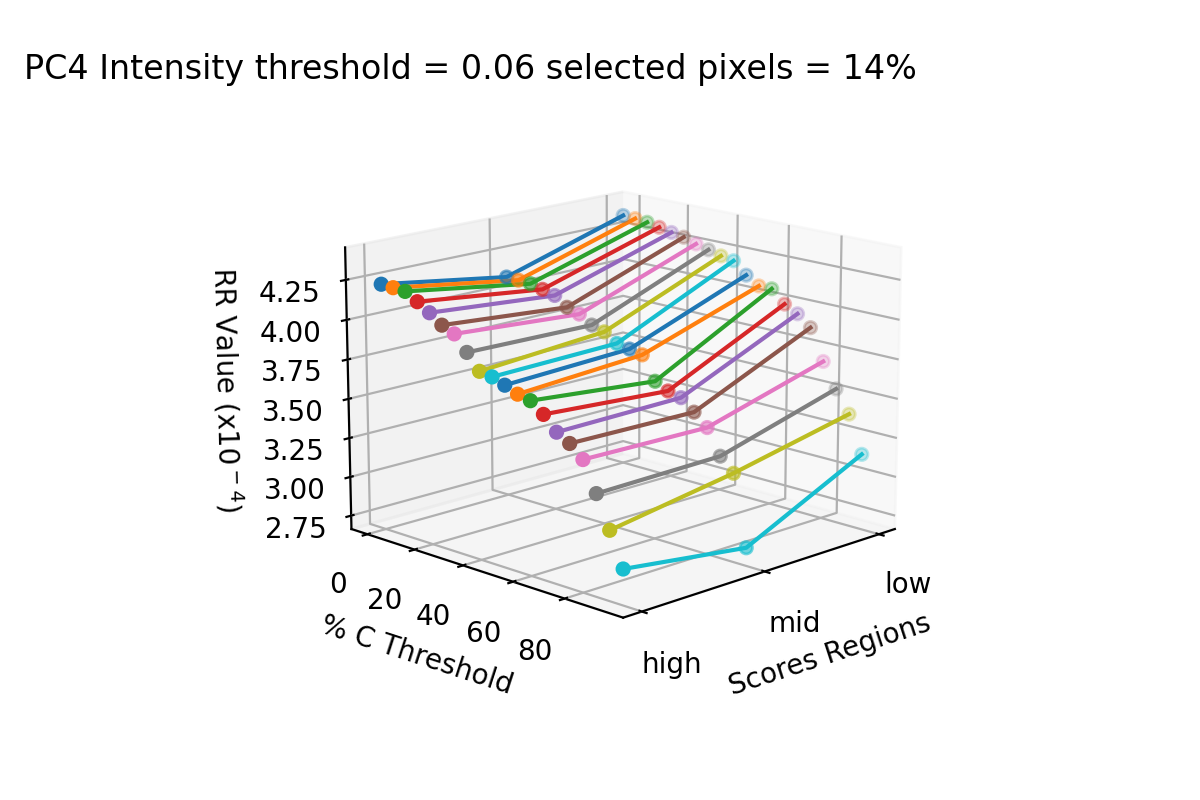 PC4 Intensity threshold = 0.06 selected pixels = 14%
RR Value (x10⁻⁴)
4.25
4.00
3.75
3.50
3.25
3.00
2.75
0
20
40
60
80
% C Threshold
high
mid
low
Scores Regions